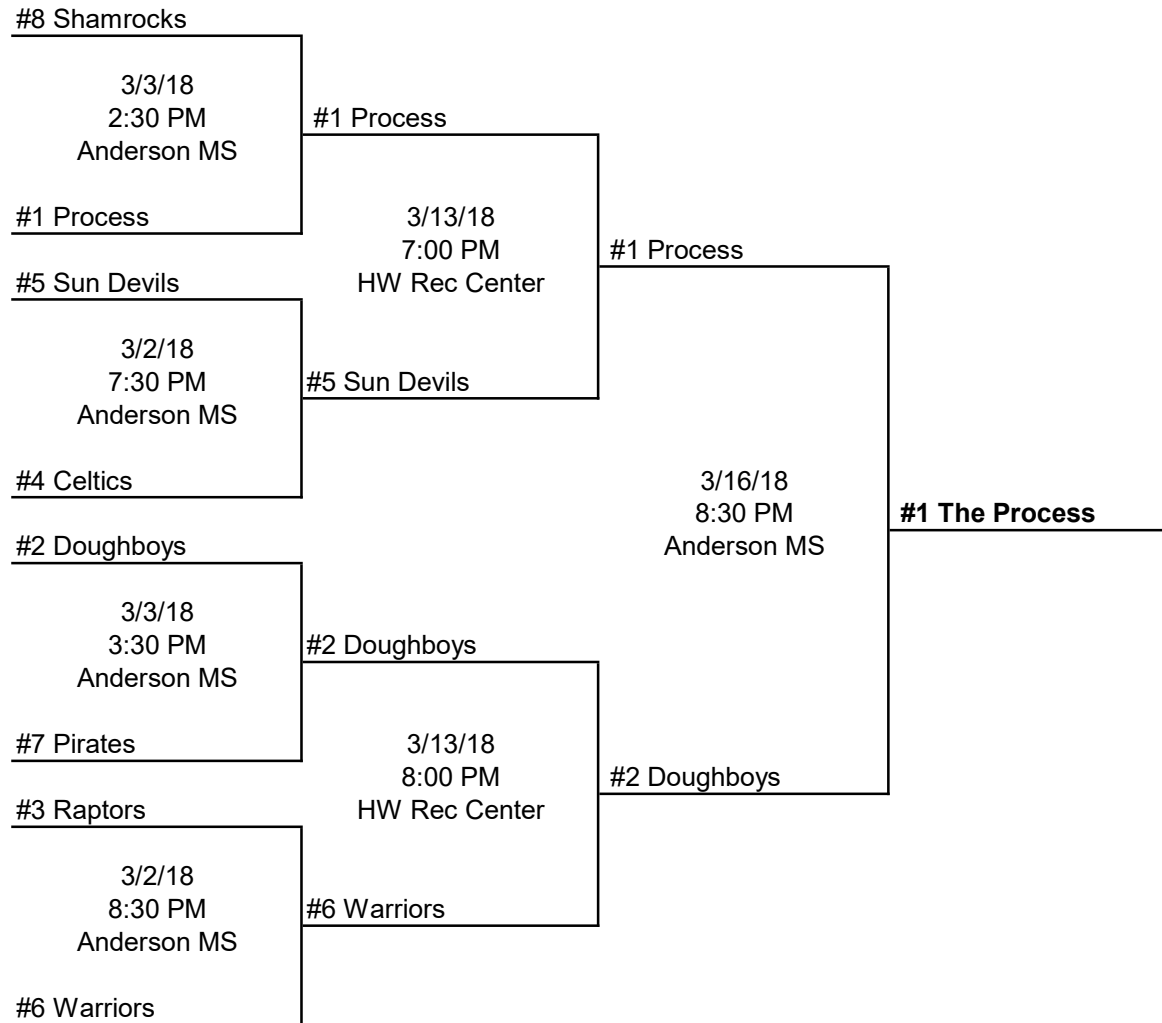 #8 Shamrocks
3/3/18
2:30 PM
Anderson MS
#1 Process
#5 Sun Devils
3/2/18
7:30 PM
Anderson MS
#4 Celtics
#2 Doughboys
3/3/18
3:30 PM
Anderson MS
#7 Pirates
#3 Raptors
3/2/18
8:30 PM
Anderson MS
#6 Warriors
#1 Process
3/13/18
7:00 PM
HW Rec Center
#5 Sun Devils
#2 Doughboys
3/13/18
8:00 PM
HW Rec Center
#6 Warriors
#1 Process
3/16/18
8:30 PM
Anderson MS
#2 Doughboys
#1 The Process